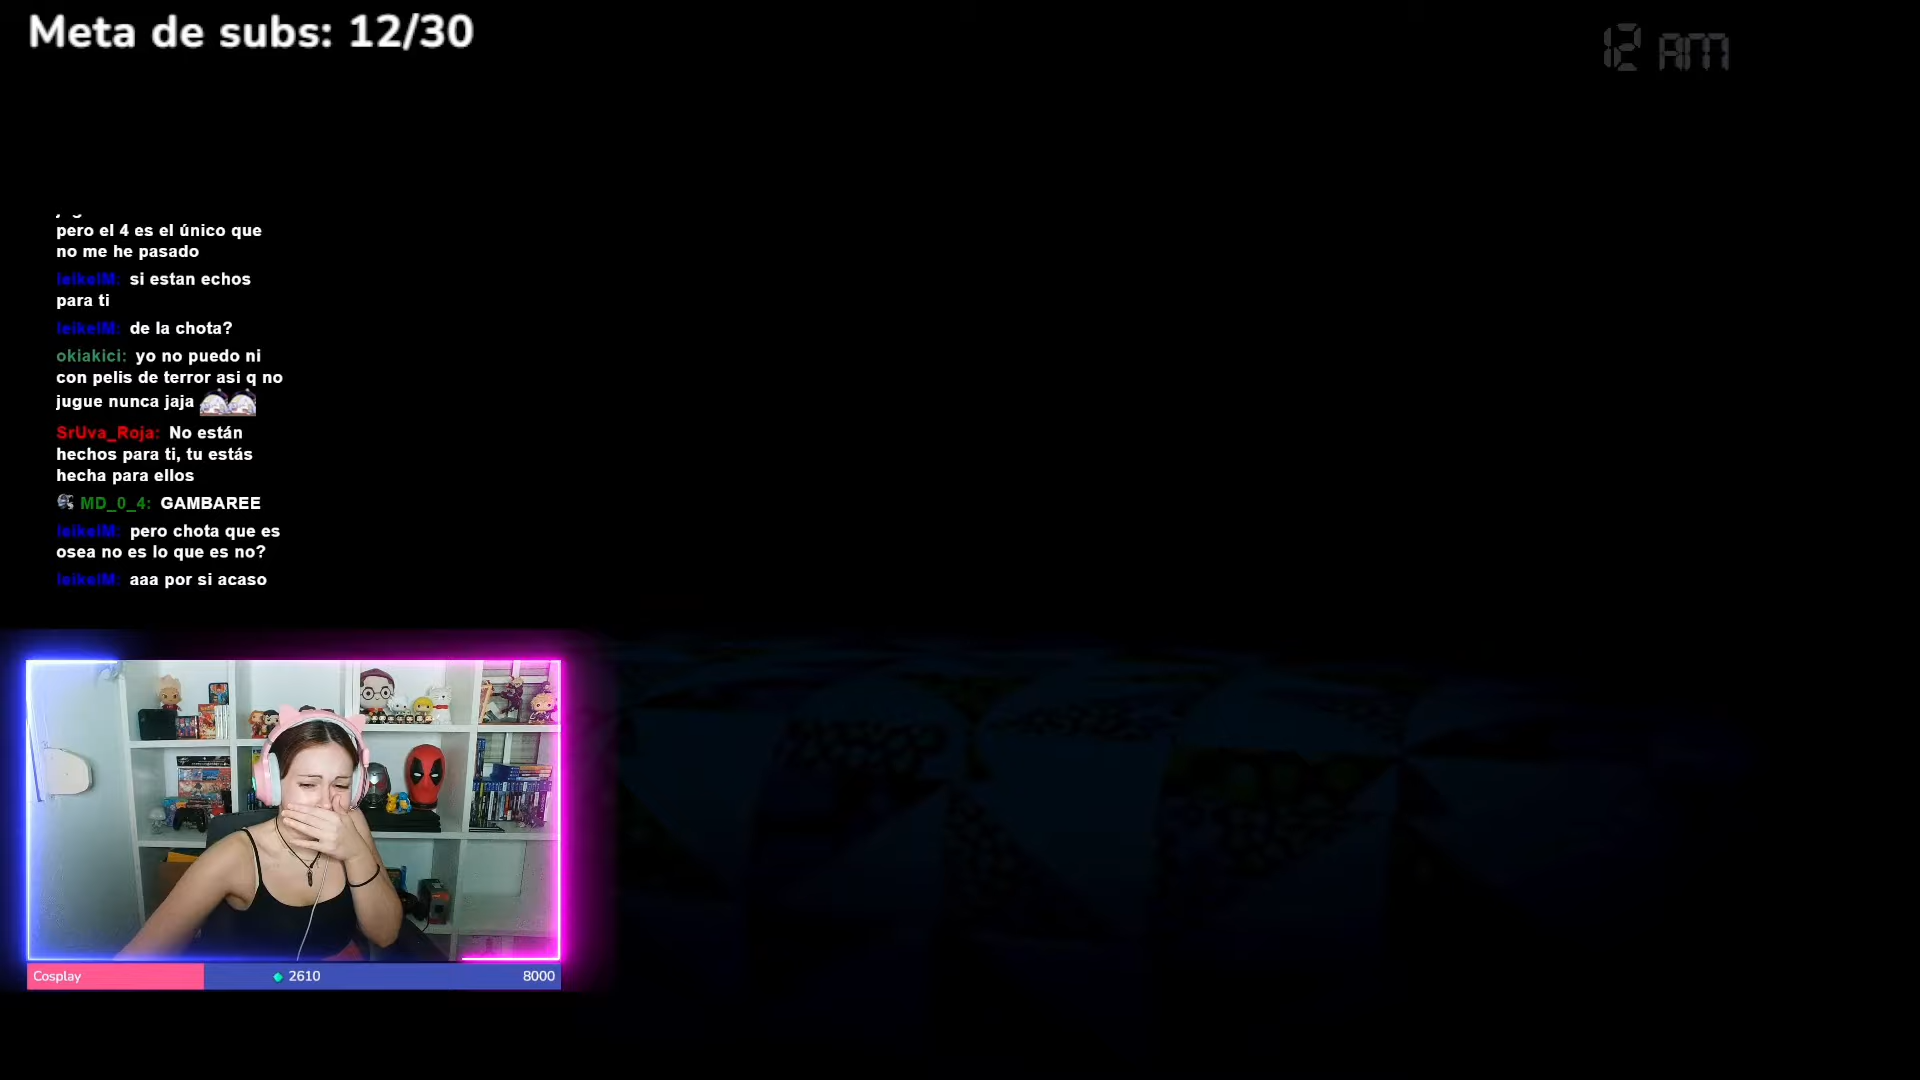 Meta de subs: 12/30
12 AM
pero el 4 es el único que
no me he pasado
leikelM: si estan echos
para ti
leikelM: de la chota?
okiakici: yo no puedo ni
con pelis de terror asi q no
jugue nunca jaja
SrUva_Roja: No están
hechos para ti, tu estás
hecha para ellos
MD_0_4: GAMBAREE
leikelM: pero chota que es
osea no es lo que es no?
leikelM: aaa por si acaso
Cosplay
2610
8000